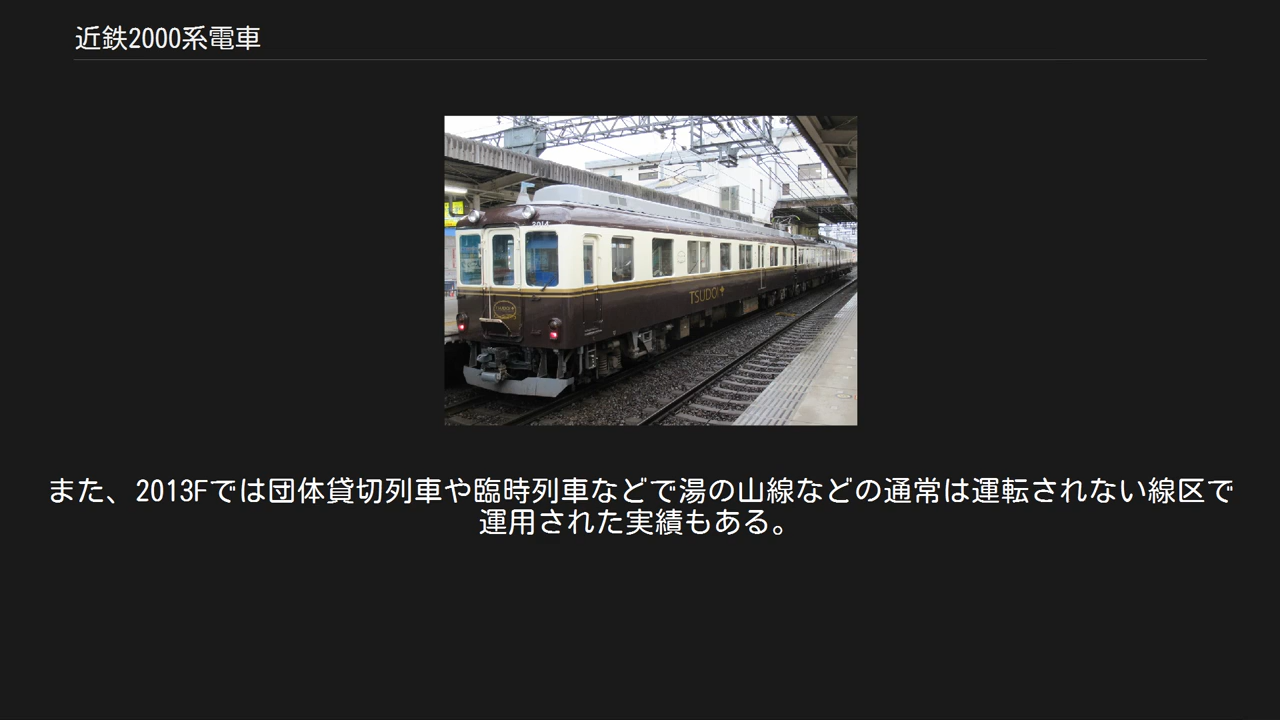 近鉄2000系電車
2014
TSUDOI
また、2013Fでは団体貸切列車や臨時列車などで湯の山線などの通常は運転されない線区で
運用された実績もある。